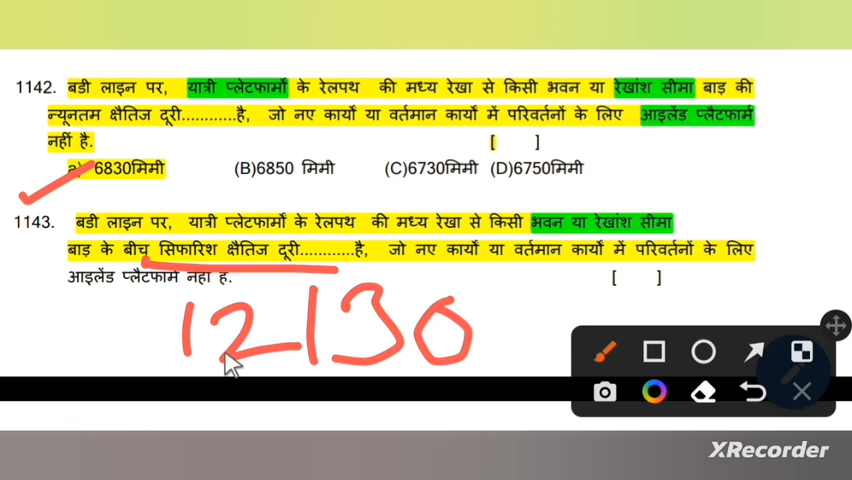 1142. बडी लाइन पर, यात्री प्लेटफार्मो के रेलपथ की मध्य रेखा से किसी भवन या रेखांश सीमा बाड़ की
न्यूनतम क्षैतिज दूरी............है, जो नए कार्यों या वर्तमान कार्यों में परिवर्तनों के लिए आइलेंड प्लैटफार्म
नहीं है. [ ]
a) 6830मिमी (B)6850 मिमी (C)6730मिमी (D)6750मिमी
1143. बडी लाइन पर, यात्री प्लेटफार्मो के रेलपथ की मध्य रेखा से किसी भवन या रेखांश सीमा
बाड़ के बीच सिफारिश क्षैतिज दूरी............है, जो नए कार्यों या वर्तमान कार्यों में परिवर्तनों के लिए
आइलेंड प्लैटफार्म नहीं है. [ ]
12130
XRecorder